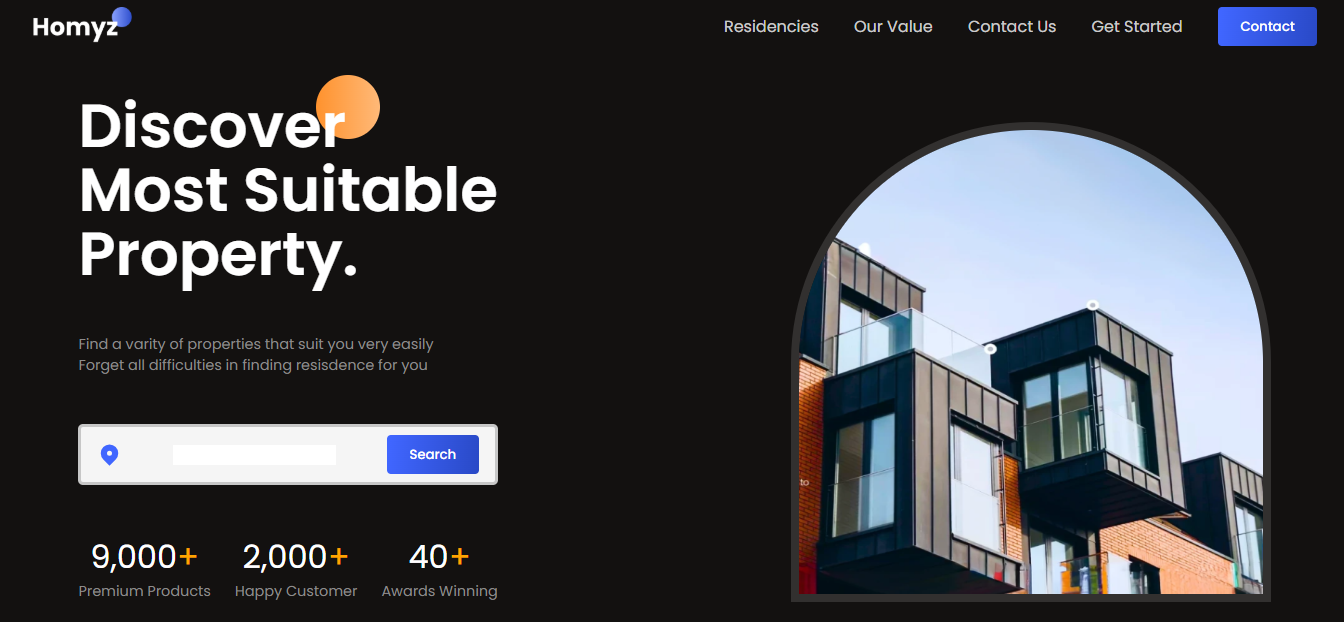 Homyz
Residencies
Our Value
Contact Us
Get Started
Contact
Discover
Most Suitable
Property.
Find a varity of properties that suit you very easily
Forget all difficulties in finding resisdence for you
Search
9,000+
2,000+
40+
Premium Products
Happy Customer
Awards Winning
to